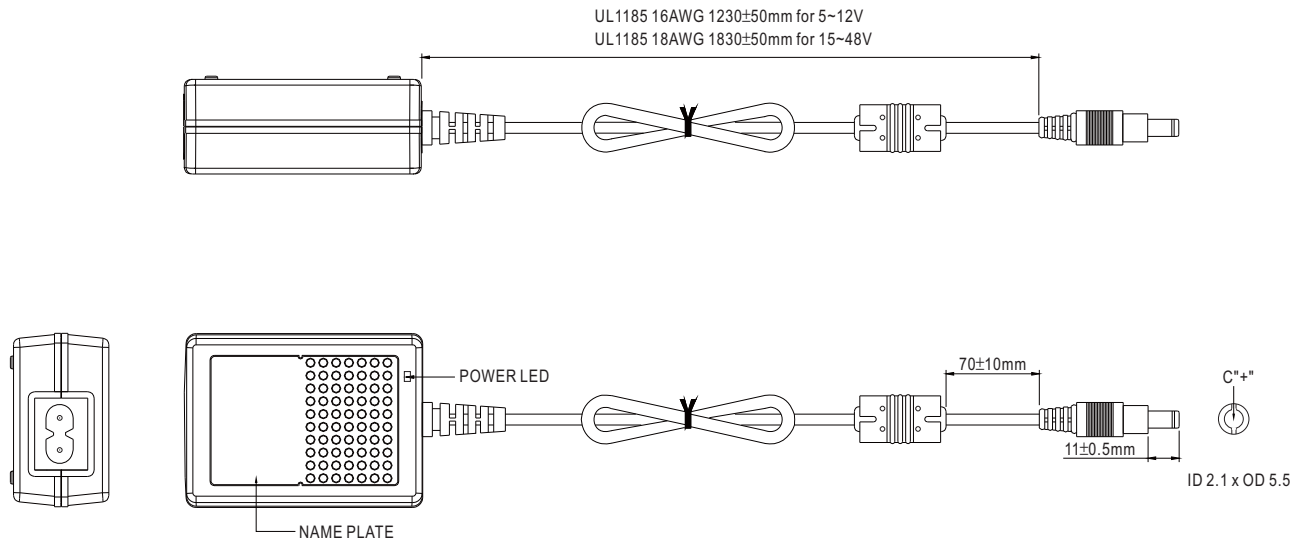 UL1185 16AWG 1230±50mm for 5~12V
UL1185 18AWG 1830±50mm for 15~48V
POWER LED
70±10mm
C"+"
11±0.5mm
ID 2.1 x OD 5.5
NAME PLATE